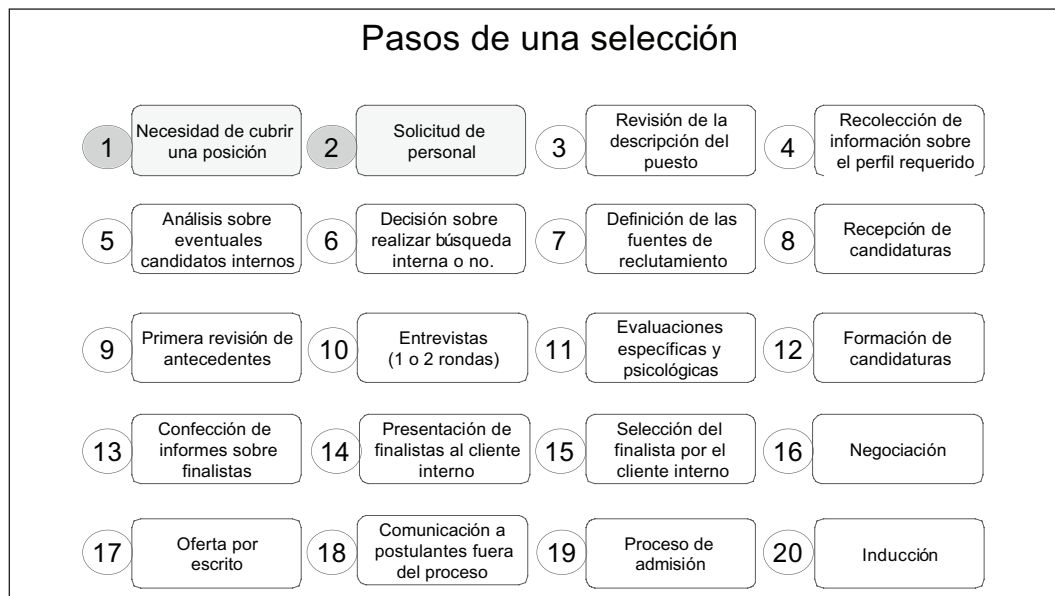 Pasos de una selección
1
Necesidad de cubrir
una posición
2
Solicitud de
personal
3
Revisión de la
descripción del
puesto
4
Recolección de
información sobre
el perfil requerido
5
Análisis sobre
eventuales
candidatos internos
6
Decisión sobre
realizar búsqueda
interna o no.
7
Definición de las
fuentes de
reclutamiento
8
Recepción de
candidaturas
9
Primera revisión de
antecedentes
10
Entrevistas
(1 o 2 rondas)
11
Evaluaciones
específicas y
psicológicas
12
Formación de
candidaturas
13
Confección de
informes sobre
finalistas
14
Presentación de
finalistas al cliente
interno
15
Selección del
finalista por el
cliente interno
16
Negociación
17
Oferta por
escrito
18
Comunicación a
postulantes fuera
del proceso
19
Proceso de
admisión
20
Inducción